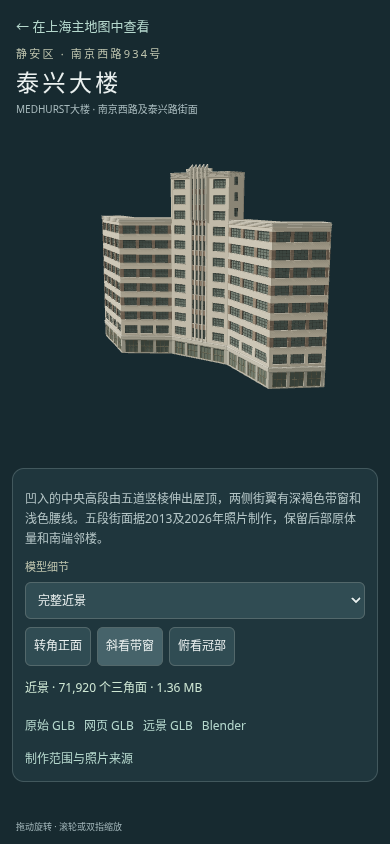 ← 在上海主地图中查看
静安区 · 南京西路934号
泰兴大楼
MEDHURST大楼 · 南京西路及泰兴路街面
凹入的中央高段由五道竖棱伸出屋顶，两侧街翼有深褐色带窗和
浅色腰线。五段街面据2013及2026年照片制作，保留后部原体
量和南端邻楼。
模型细节
完整近景
转角正面 斜看带窗 俯看冠部
近景 · 71,920 个三角面 · 1.36 MB
原始 GLB 网页 GLB 远景 GLB Blender
制作范围与照片来源
拖动旋转 · 滚轮或双指缩放